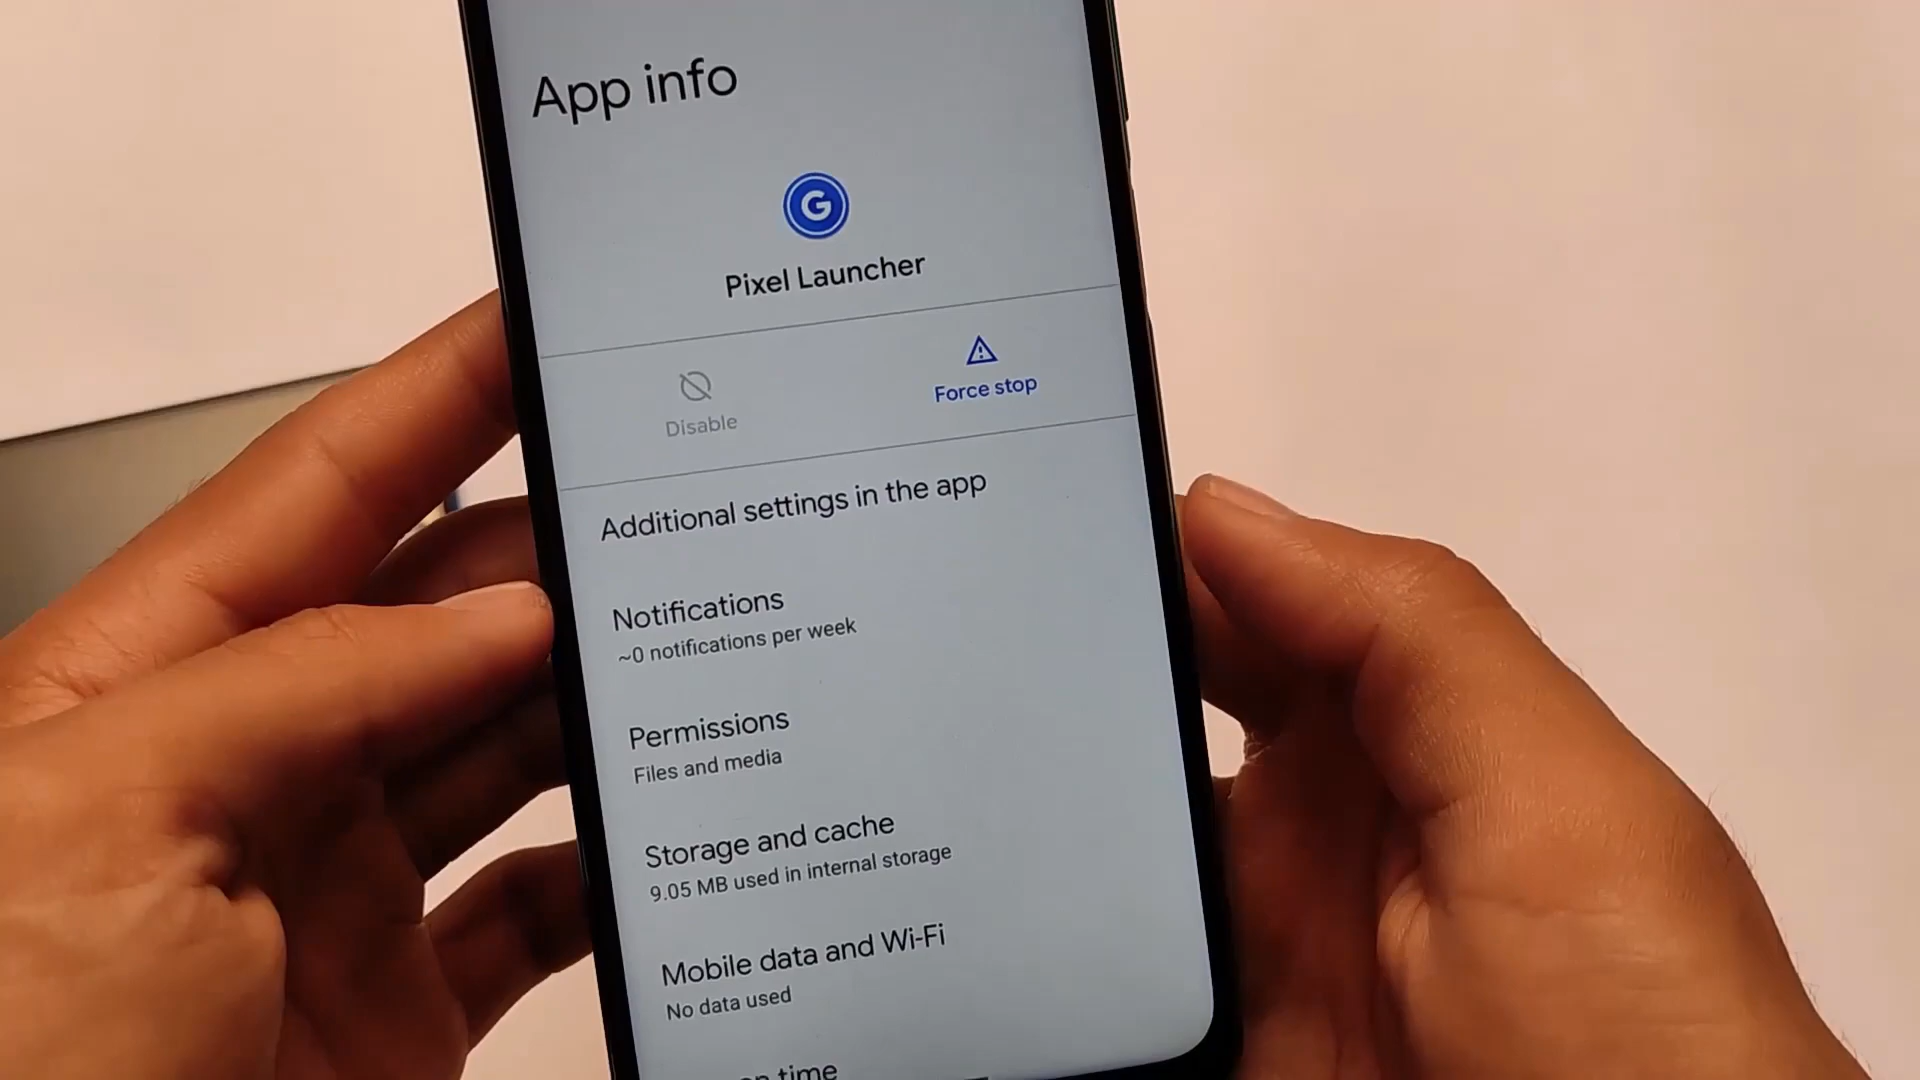 App info
G
Pixel Launcher
Disable
Force stop
Additional settings in the app
Notifications
~0 notifications per week
Permissions
Files and media
Storage and cache
9.05 MB used in internal storage
Mobile data and Wi-Fi
No data used
time